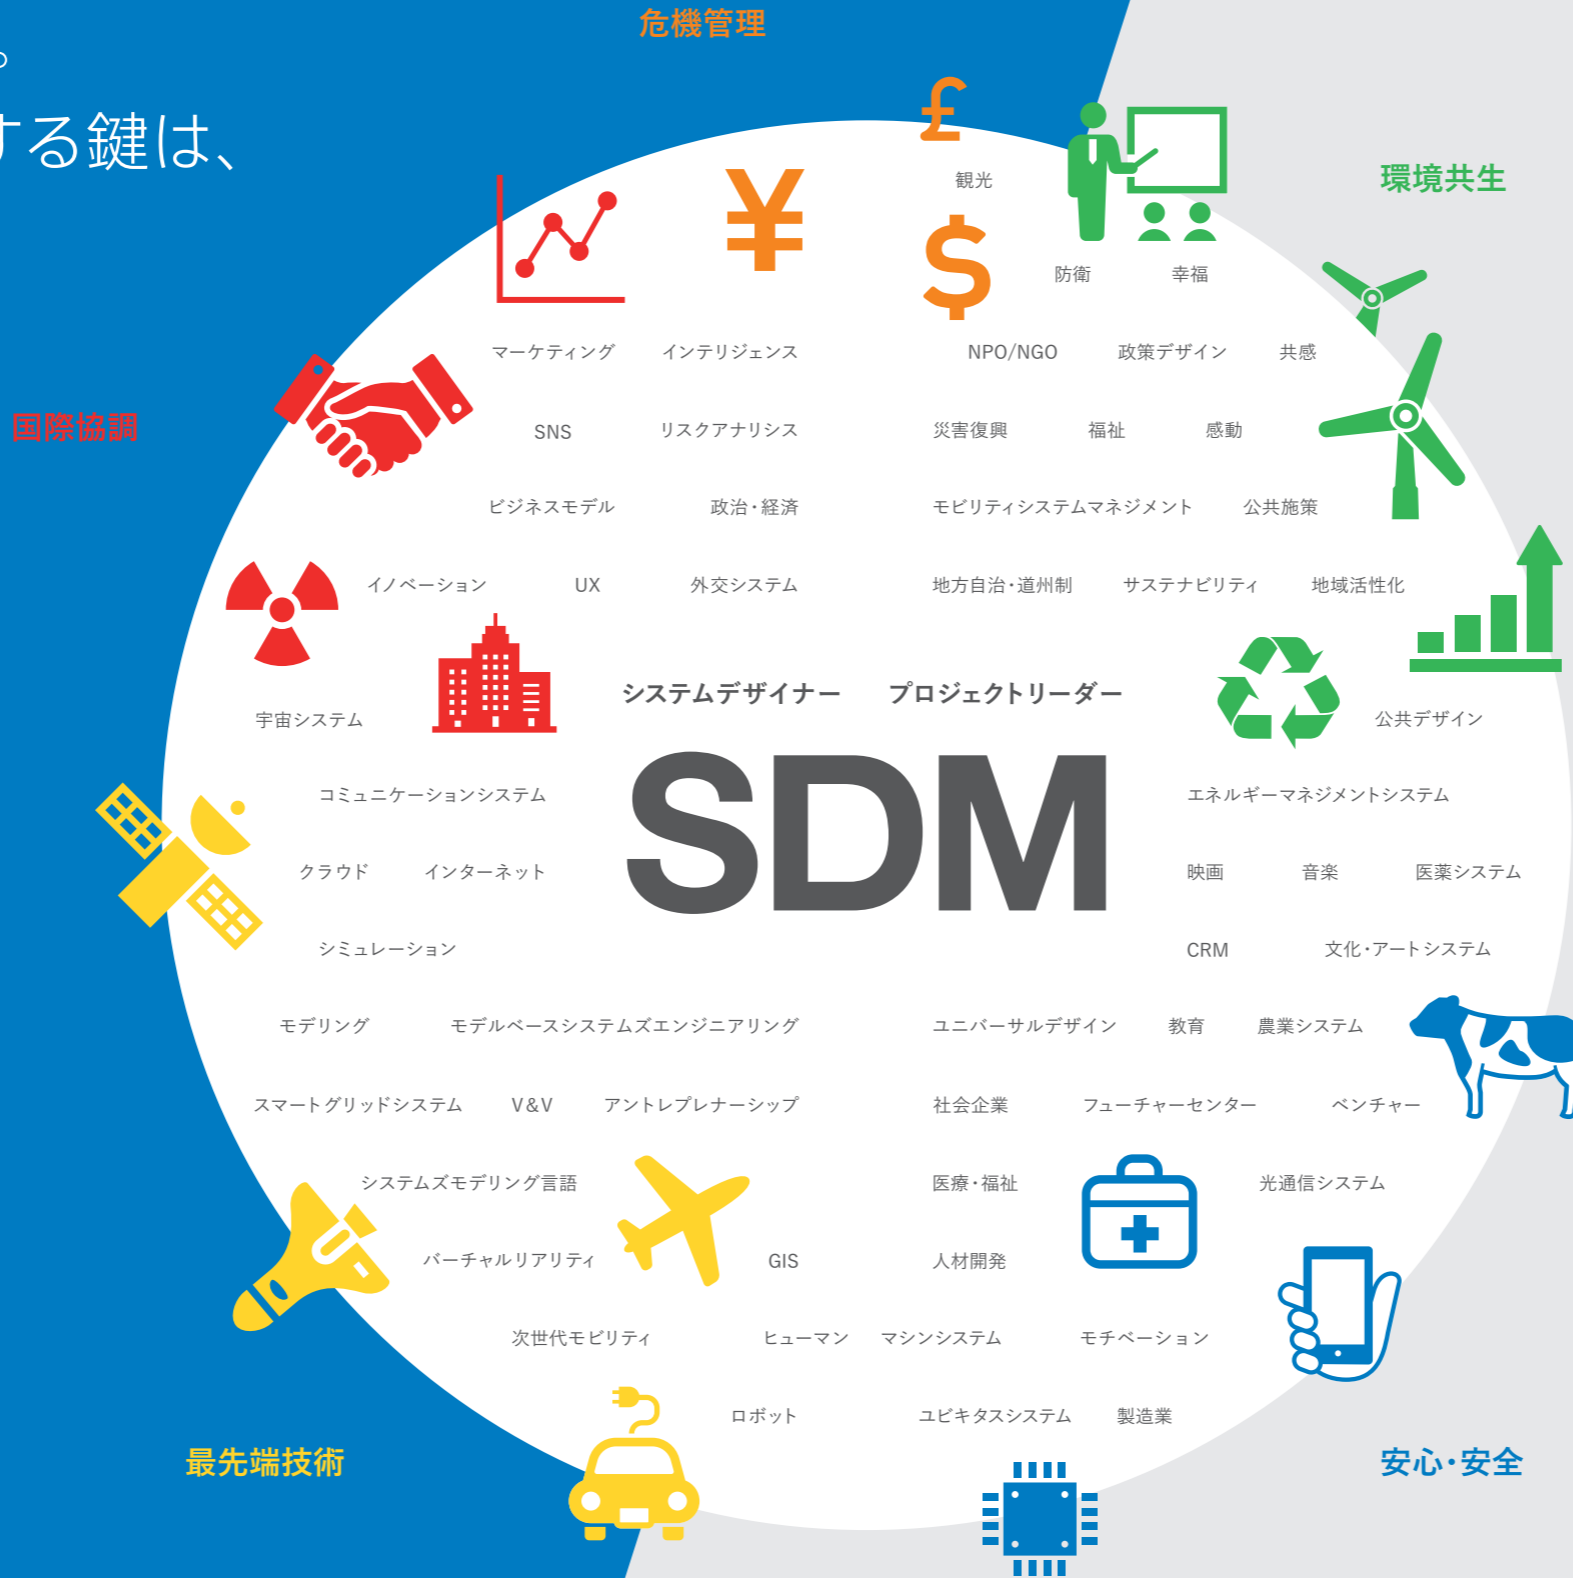 危機管理
。
する鍵は、
環境共生
国際協調
£
¥
$
観光
防衛 幸福
マーケティング インテリジェンス NPO/NGO 政策デザイン 共感
SNS リスクアナリシス 災害復興 福祉 感動
ビジネスモデル 政治・経済 モビリティシステムマネジメント 公共施策
イノベーション UX 外交システム 地方自治・道州制 サステナビリティ 地域活性化
システムデザイナー プロジェクトリーダー
宇宙システム 公共デザイン
SDM
コミュニケーションシステム エネルギーマネジメントシステム
クラウド インターネット 映画 音楽 医薬システム
シミュレーション CRM 文化・アートシステム
モデリング モデルベースシステムズエンジニアリング ユニバーサルデザイン 教育 農業システム
スマートグリッドシステム V&V アントレプレナーシップ 社会企業 フューチャーセンター ベンチャー
システムズモデリング言語 医療・福祉 光通信システム
バーチャルリアリティ GIS 人材開発
次世代モビリティ ヒューマン マシンシステム モチベーション
ロボット ユビキタスシステム 製造業
最先端技術
安心・安全